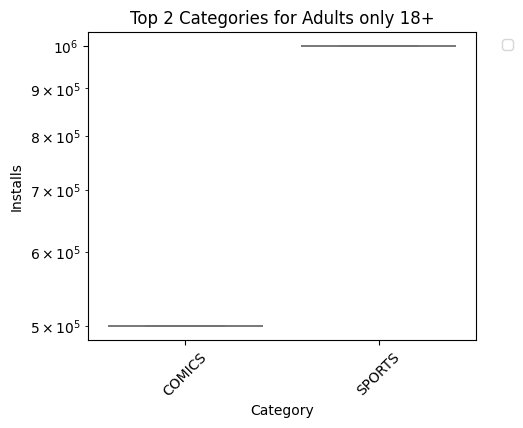 Top 2 Categories for Adults only 18+
10⁶
9 × 10⁵
8 × 10⁵
7 × 10⁵
6 × 10⁵
5 × 10⁵
Installs
COMICS
SPORTS
Category